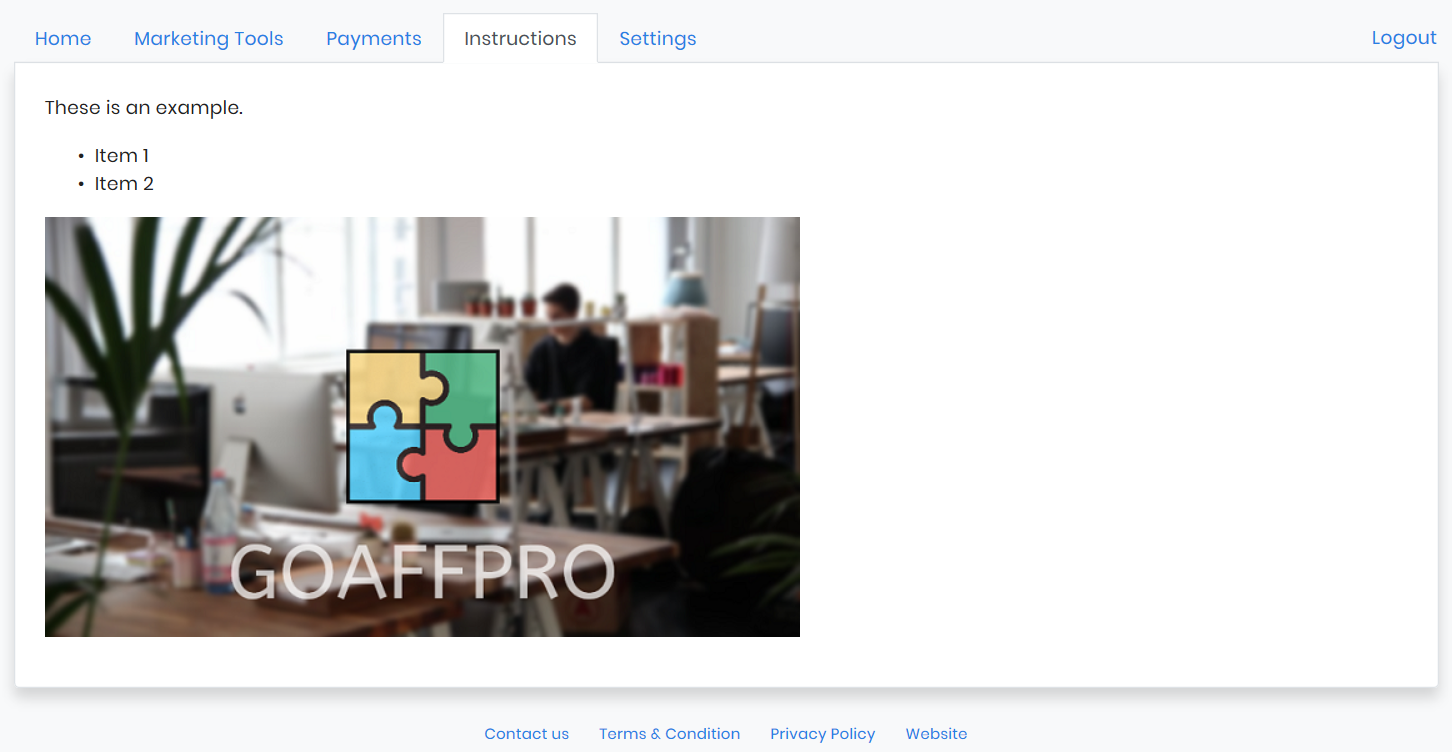 Home Marketing Tools Payments Instructions Settings Logout
These is an example.
• Item 1
• Item 2
GOAFFPRO
Contact us Terms & Condition Privacy Policy Website